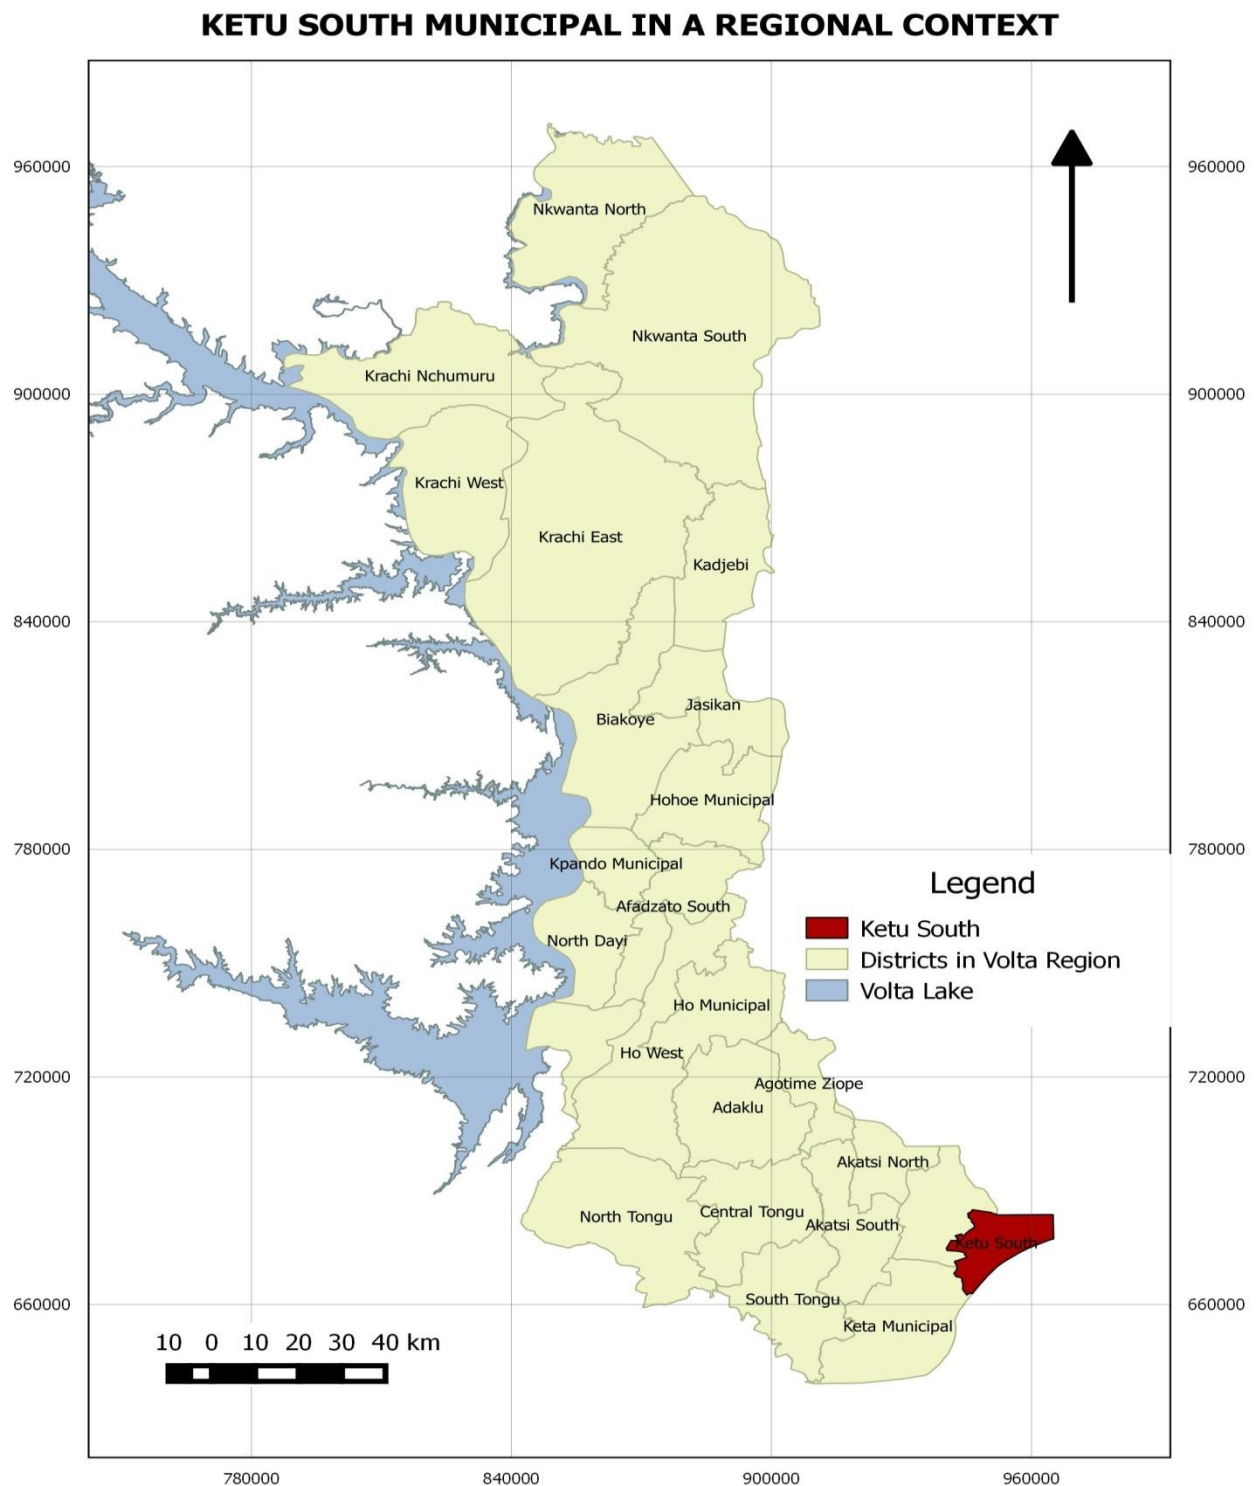 KETU SOUTH MUNICIPAL IN A REGIONAL CONTEXT
960000
960000
Nkwanta North
Nkwanta South
Krachi Nchumuru
900000
900000
Krachi West
Krachi East
Kadjebi
840000
840000
Jasikan
Biakoye
Hohoe Municipal
780000
780000
Kpando Municipal
Legend
Afadzato South
Ketu South
North Dayi
Districts in Volta Region
Volta Lake
Ho Municipal
Ho West
720000
720000
Agotime Ziope
Adaklu
Akatsi North
Central Tongu
North Tongu
Akatsi South
Ketu South
South Tongu
660000
660000
Keta Municipal
10 0 10 20 30 40 km
780000 840000 900000 960000